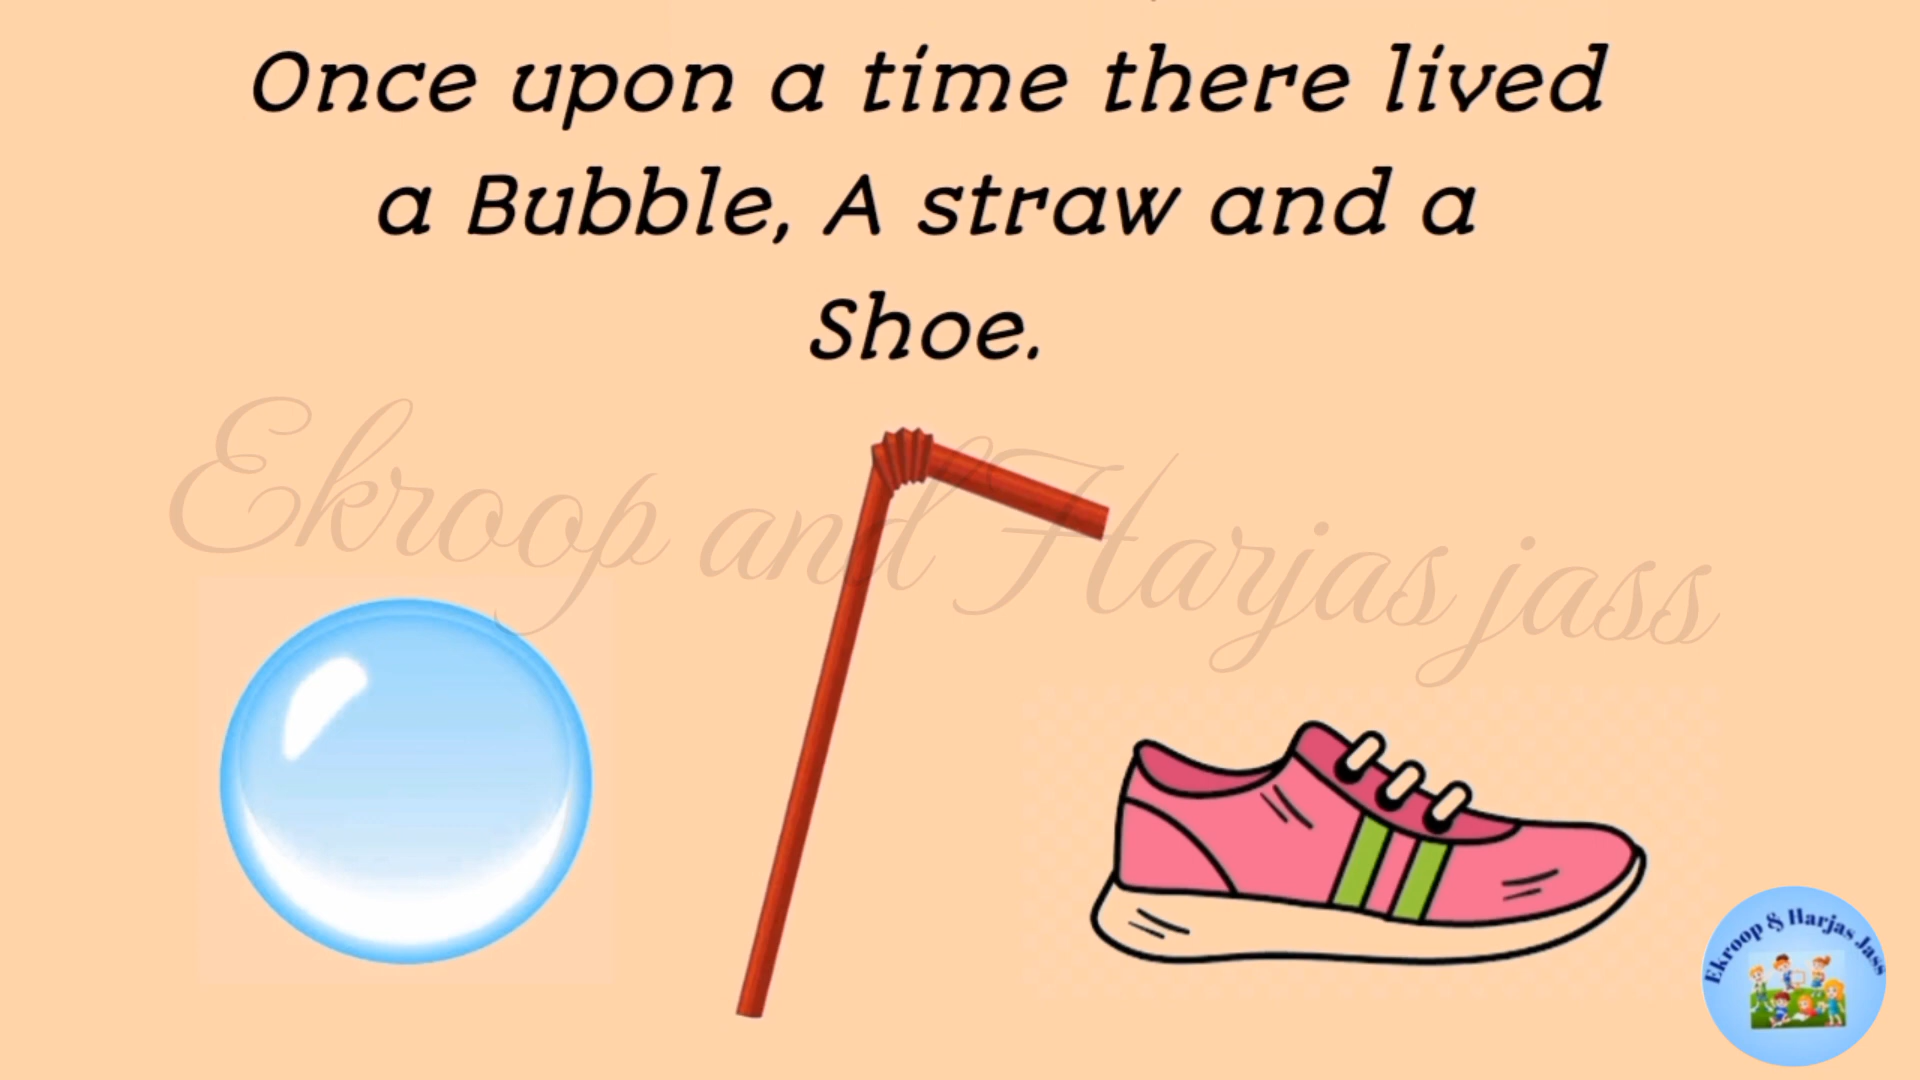 Once upon a time there lived
a Bubble, A straw and a
Shoe.
Ekroop and Harjas jass
Ekroop & Harjas Jass